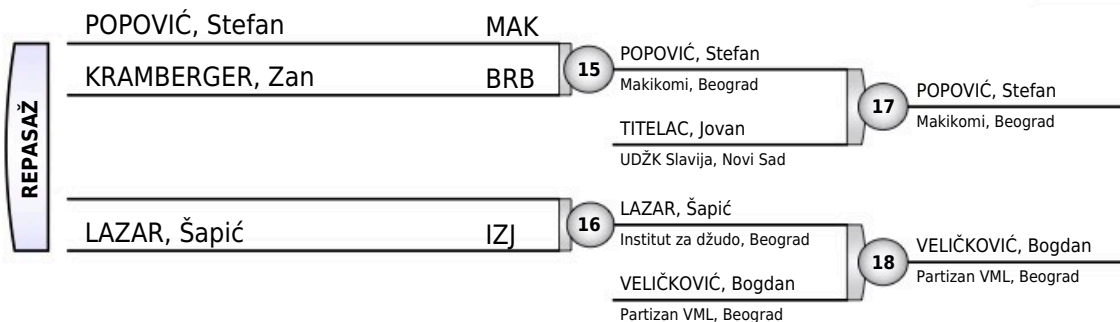 POPOVIĆ, Stefan MAK
KRAMBERGER, Zan BRB
15
POPOVIĆ, Stefan
Makikomi, Beograd
TITELAC, Jovan
UDŽK Slavija, Novi Sad
17
POPOVIĆ, Stefan
Makikomi, Beograd
REPASAŽ
LAZAR, Šapić IZJ
16
LAZAR, Šapić
Institut za džudo, Beograd
VELIČKOVIĆ, Bogdan
Partizan VML, Beograd
18
VELIČKOVIĆ, Bogdan
Partizan VML, Beograd